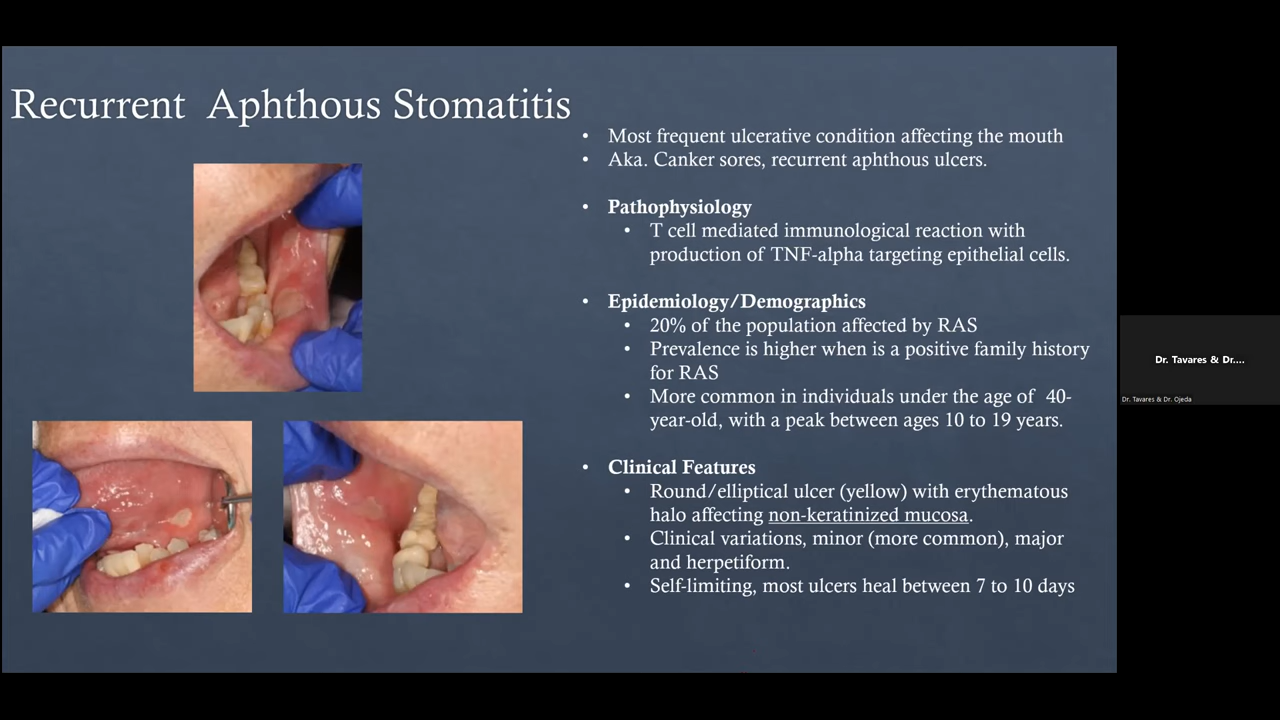 Recurrent Aphthous Stomatitis
• Most frequent ulcerative condition affecting the mouth
• Aka. Canker sores, recurrent aphthous ulcers.
• Pathophysiology
• T cell mediated immunological reaction with
production of TNF-alpha targeting epithelial cells.
• Epidemiology/Demographics
• 20% of the population affected by RAS
• Prevalence is higher when is a positive family history
for RAS
• More common in individuals under the age of 40-
year-old, with a peak between ages 10 to 19 years.
• Clinical Features
• Round/elliptical ulcer (yellow) with erythematous
halo affecting non-keratinized mucosa.
• Clinical variations, minor (more common), major
and herpetiform.
• Self-limiting, most ulcers heal between 7 to 10 days
Dr. Tavares & Dr....
Dr. Tavares & Dr. Ojeda